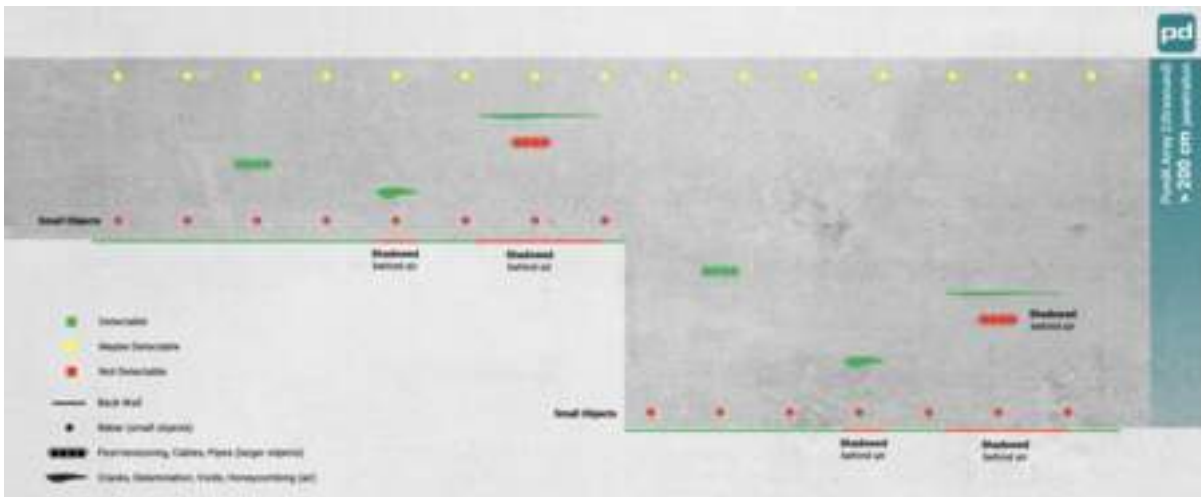 pd
Pundit Array (Ultrasound)
> 200 cm penetration
Small Objects
Shadowed
behind air
Shadowed
behind air
Shadowed
behind air
Detectable
Maybe Detectable
Not Detectable
Back Wall
Rebar (small objects)
Post-tensioning, Cables, Pipes (larger objects)
Cracks, Delamination, Voids, Honeycombing (air)
Small Objects
Shadowed
behind air
Shadowed
behind air